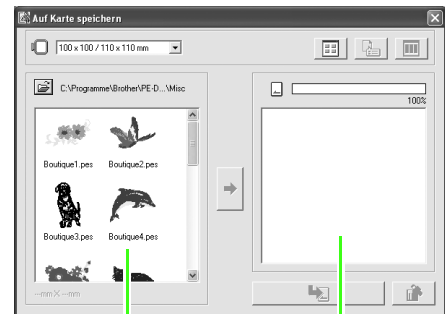 Auf Karte speichern
100 x 100 / 110 x 110 mm
C:\Programme\Brother\PE-D...\Misc
100%
Boutique1.pes Boutique2.pes
Boutique3.pes Boutique4.pes
--mm X --mm